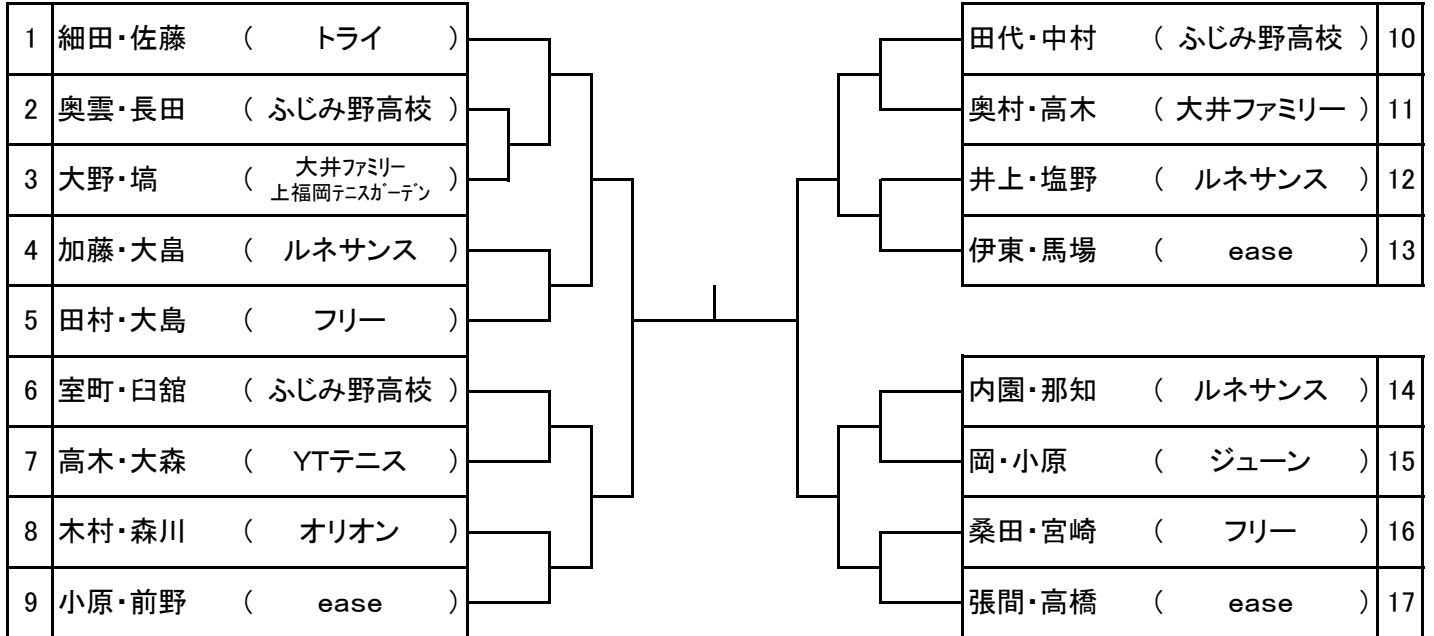 1 細田・佐藤 ( トライ )
2 奥雲・長田 ( ふじみ野高校 )
3 大野・塙 ( 大井ファミリー
上福岡テニスガーデン )
4 加藤・大畠 ( ルネサンス )
5 田村・大島 ( フリー )
6 室町・臼舘 ( ふじみ野高校 )
7 高木・大森 ( YTテニス )
8 木村・森川 ( オリオン )
9 小原・前野 ( ease )
田代・中村 ( ふじみ野高校 ) 10
奥村・高木 ( 大井ファミリー ) 11
井上・塩野 ( ルネサンス ) 12
伊東・馬場 ( ease ) 13
内園・那知 ( ルネサンス ) 14
岡・小原 ( ジューン ) 15
桑田・宮崎 ( フリー ) 16
張間・高橋 ( ease ) 17